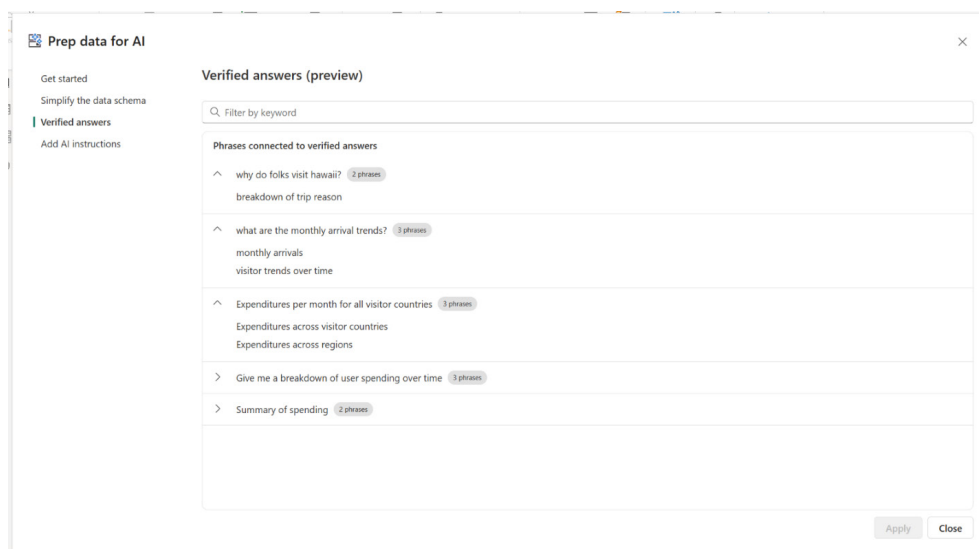 Prep data for AI
Get started
Simplify the data schema
Verified answers
Add AI instructions
Verified answers (preview)
Filter by keyword
Phrases connected to verified answers
why do folks visit hawaii? 2 phrases
breakdown of trip reason
what are the monthly arrival trends? 3 phrases
monthly arrivals
visitor trends over time
Expenditures per month for all visitor countries 3 phrases
Expenditures across visitor countries
Expenditures across regions
Give me a breakdown of user spending over time 3 phrases
Summary of spending 2 phrases
Apply Close